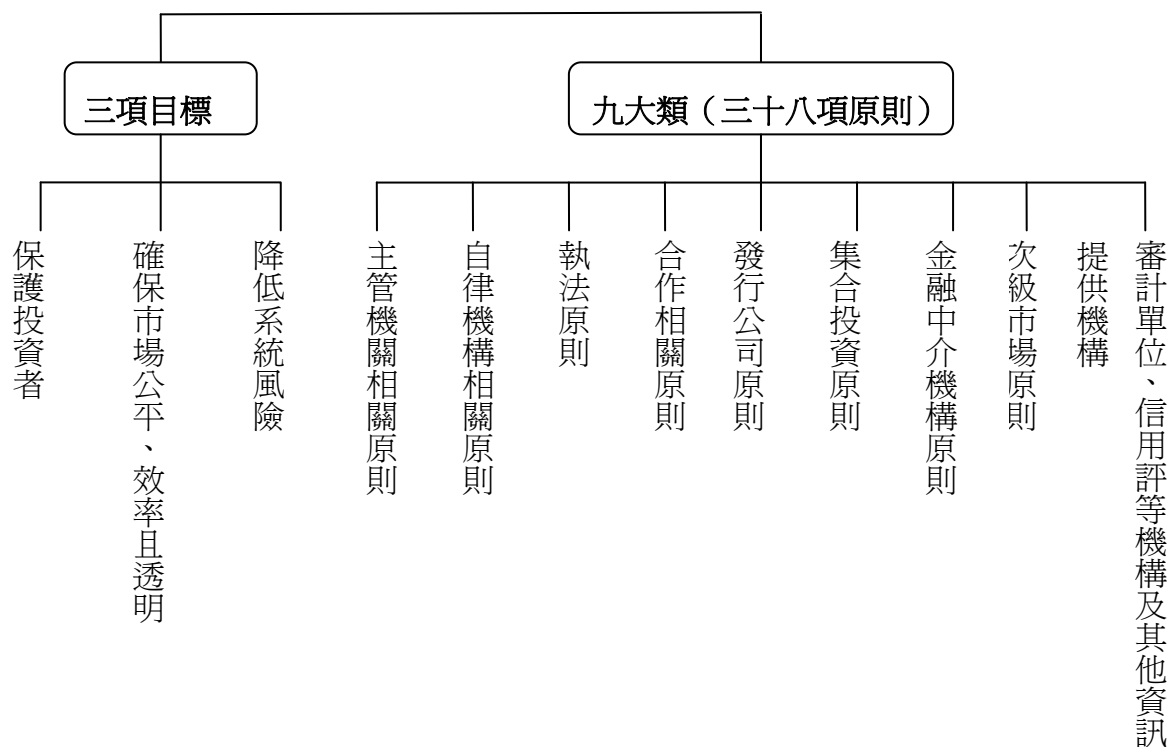 三項目標
九大類（三十八項原則）
保護投資者
確保市場公平、效率且透明
降低系統風險
主管機關相關原則
自律機構相關原則
執法原則
合作相關原則
發行公司原則
集合投資原則
金融中介機構原則
次級市場原則
審計單位、信用評等機構及其他資訊
提供機構